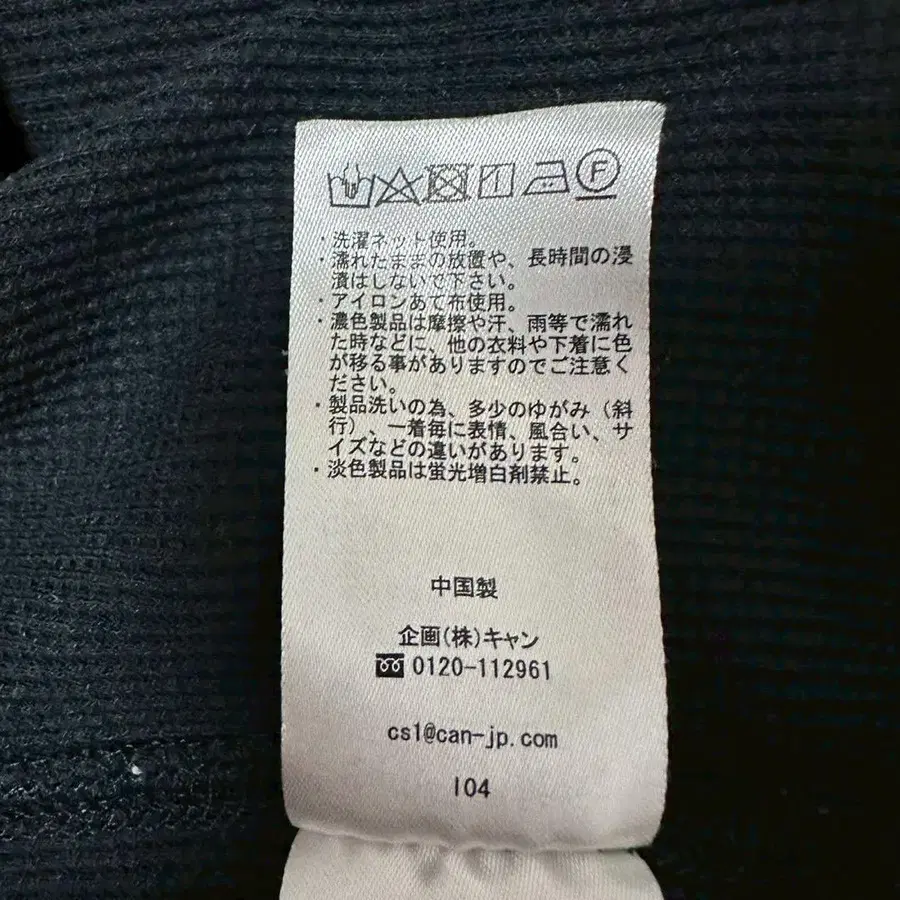 F
・洗濯ネット使用。
・濡れたままの放置や、長時間の浸
漬はしないで下さい。
・アイロンあて布使用。
・濃色製品は摩擦や汗、雨等で濡れ
た時などに、他の衣料や下着に色
が移る事がありますのでご注意く
ださい。
・製品洗いの為、多少のゆがみ（斜
行）、一着毎に表情、風合い、サ
イズなどの違いがあります。
・淡色製品は蛍光増白剤禁止。
中国製
企画(株)キャン
0120-112961
cs1@can-jp.com
104